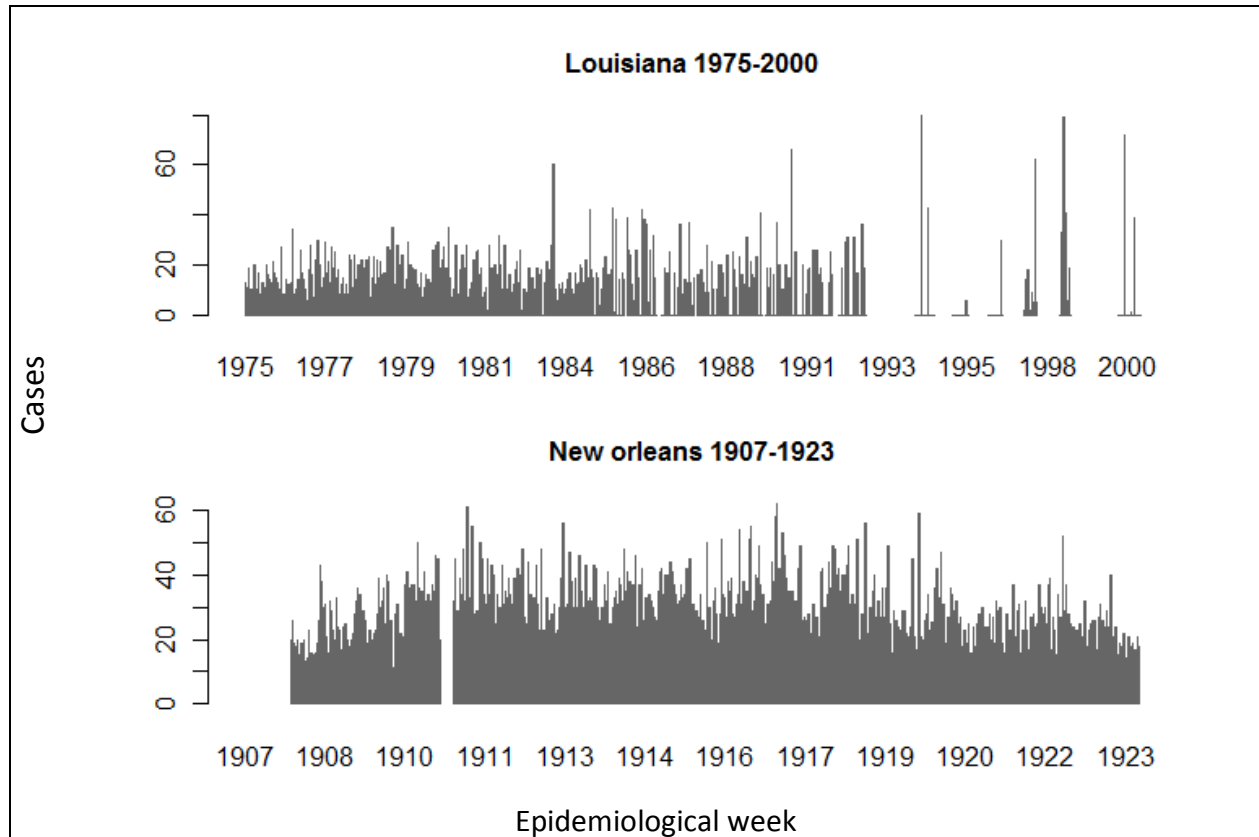 Louisiana 1975-2000
60
20
0
1975 1977 1979 1981 1984 1986 1988 1991 1993 1995 1998 2000
Cases
New orleans 1907-1923
60
40
20
0
1907 1908 1910 1911 1913 1914 1916 1917 1919 1920 1922 1923
Epidemiological week